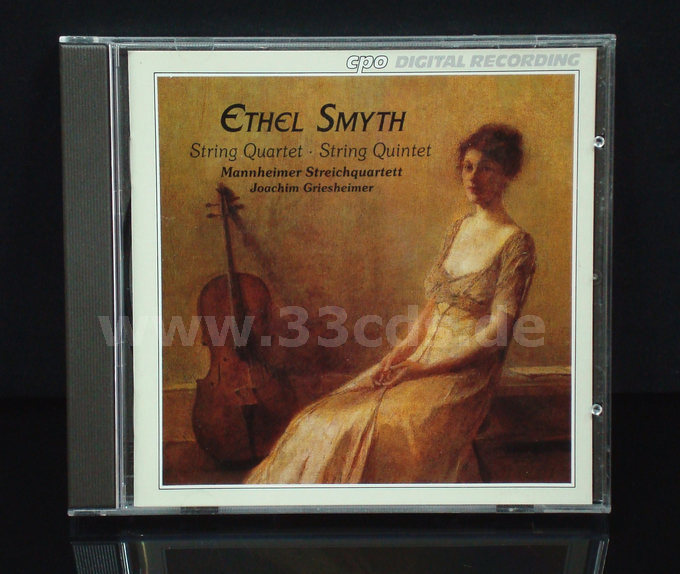 cpo DIGITAL RECORDING
ETHEL SMYTH
String Quartet · String Quintet
Mannheimer Streichquartett
Joachim Griesheimer
www.33cds.de